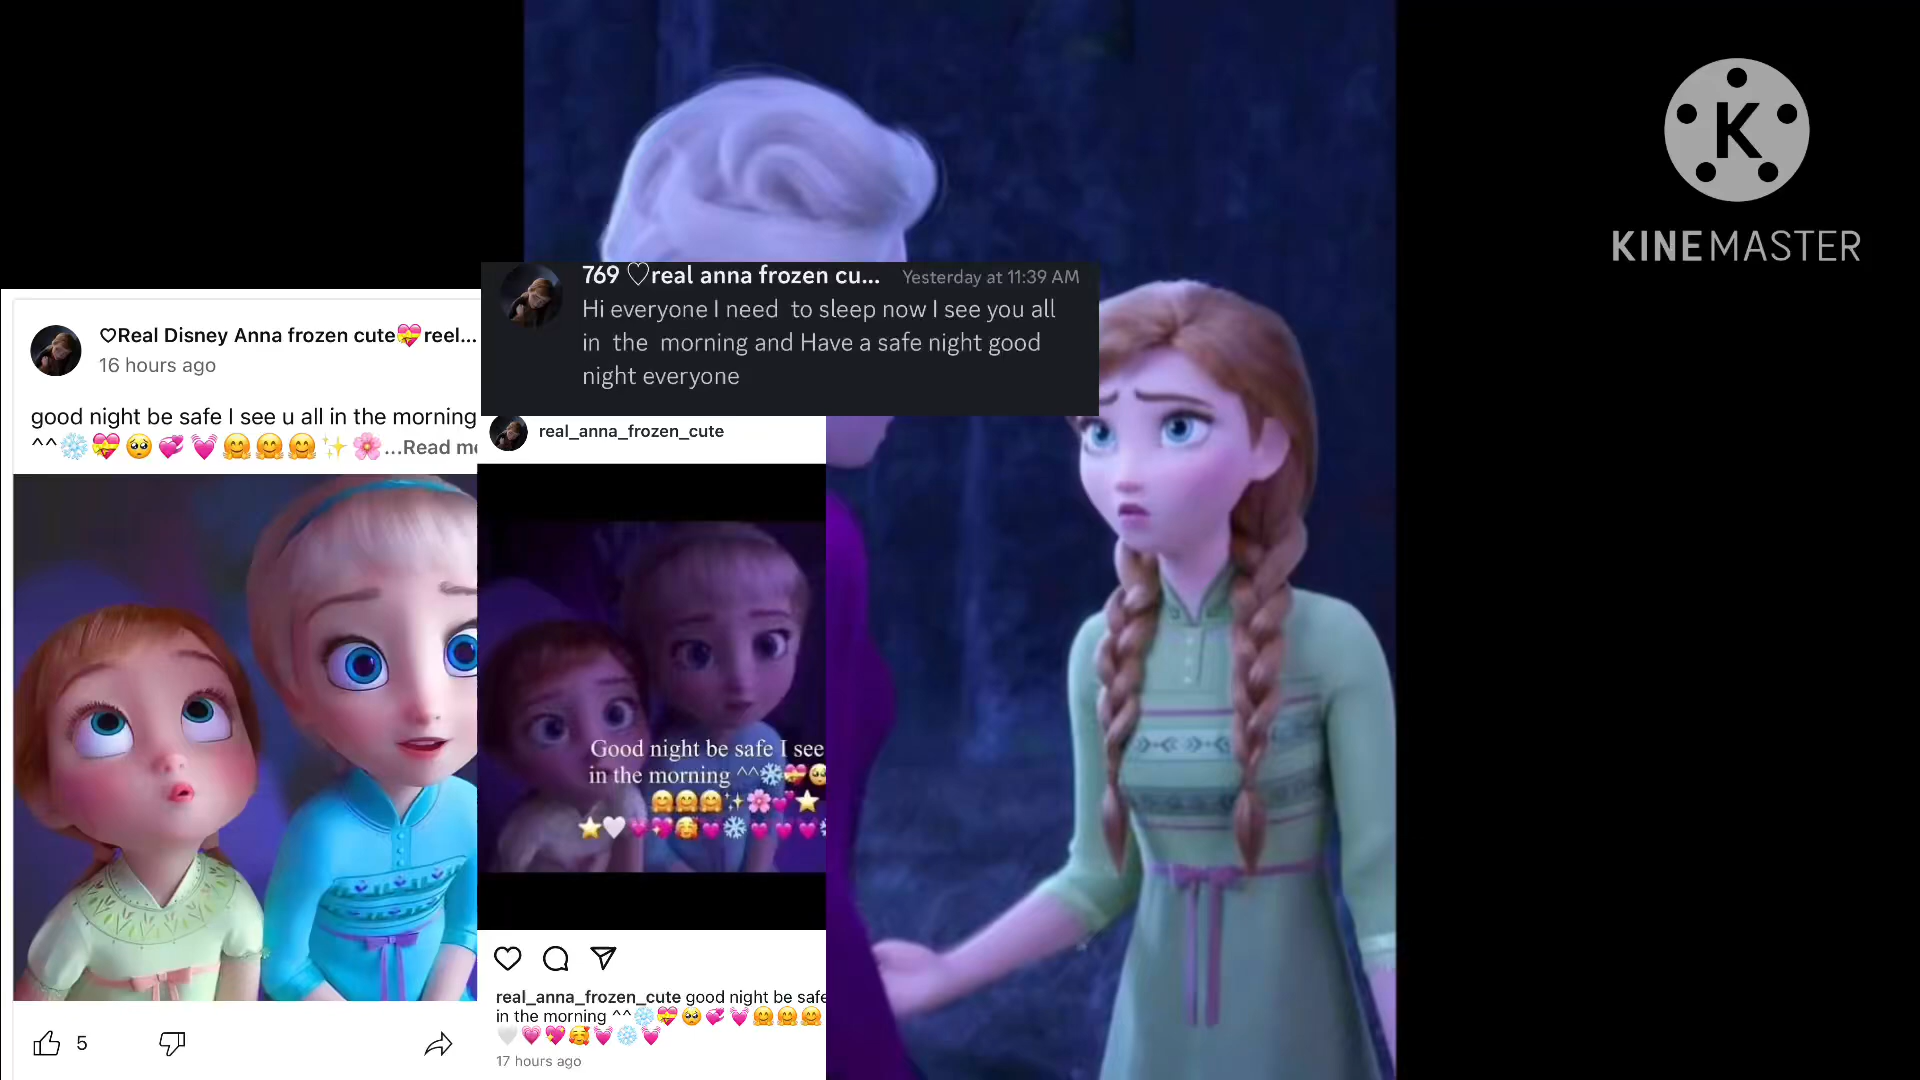 K
KINEMASTER
769 ♡real anna frozen cu... Yesterday at 11:39 AM
Hi everyone I need to sleep now I see you all
in the morning and Have a safe night good
night everyone
♡Real Disney Anna frozen cute💝reel...
16 hours ago
good night be safe I see u all in the morning
^^❄️💝🥺💞💓🤗🤗🤗✨🌸...Read mo
5
real_anna_frozen_cute
Good night be safe I see
in the morning ^^❄️💝🥺
🤗🤗🤗✨🌸💕⭐
⭐🤍💗💖🥰💗❄️💗💗💗
real_anna_frozen_cute good night be safe
in the morning ^^❄️💝🥺💞💓🤗🤗🤗
🤍💗💖🥰💓❄️💓
17 hours ago